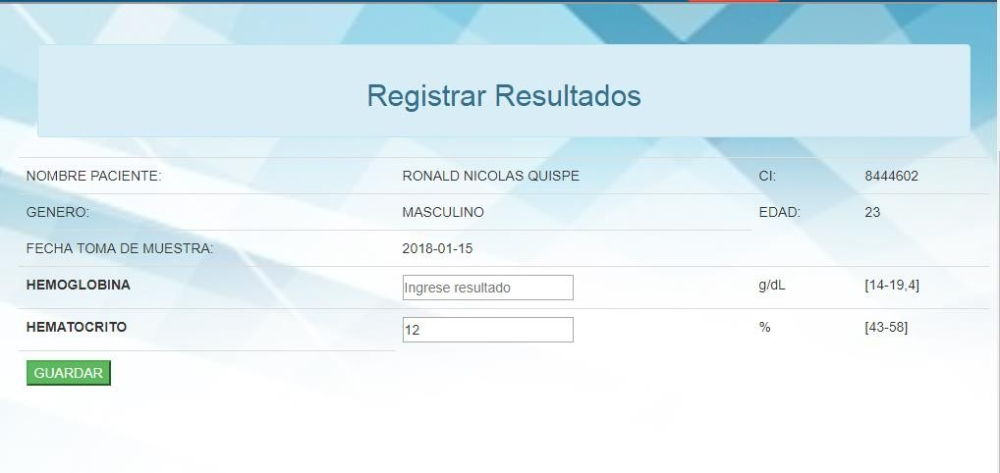 Registrar Resultados
NOMBRE PACIENTE: RONALD NICOLAS QUISPE CI: 8444602
GENERO: MASCULINO EDAD: 23
FECHA TOMA DE MUESTRA: 2018-01-15
HEMOGLOBINA Ingrese resultado g/dL [14-19,4]
HEMATOCRITO 12 % [43-58]
GUARDAR